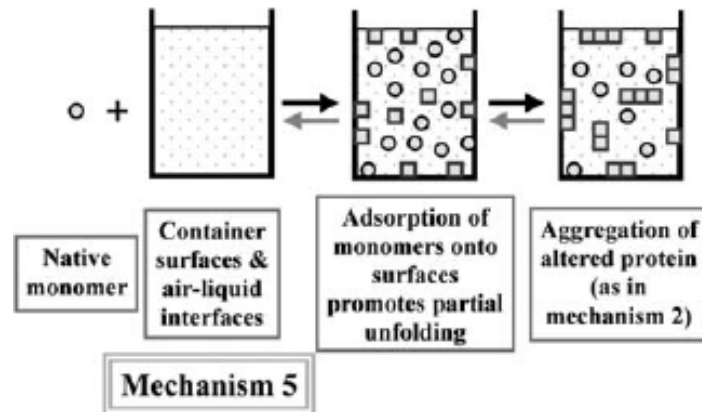 +
Native
monomer
Container
surfaces &
air-liquid
interfaces
Adsorption of
monomers onto
surfaces
promotes partial
unfolding
Aggregation of
altered protein
(as in
mechanism 2)
Mechanism 5